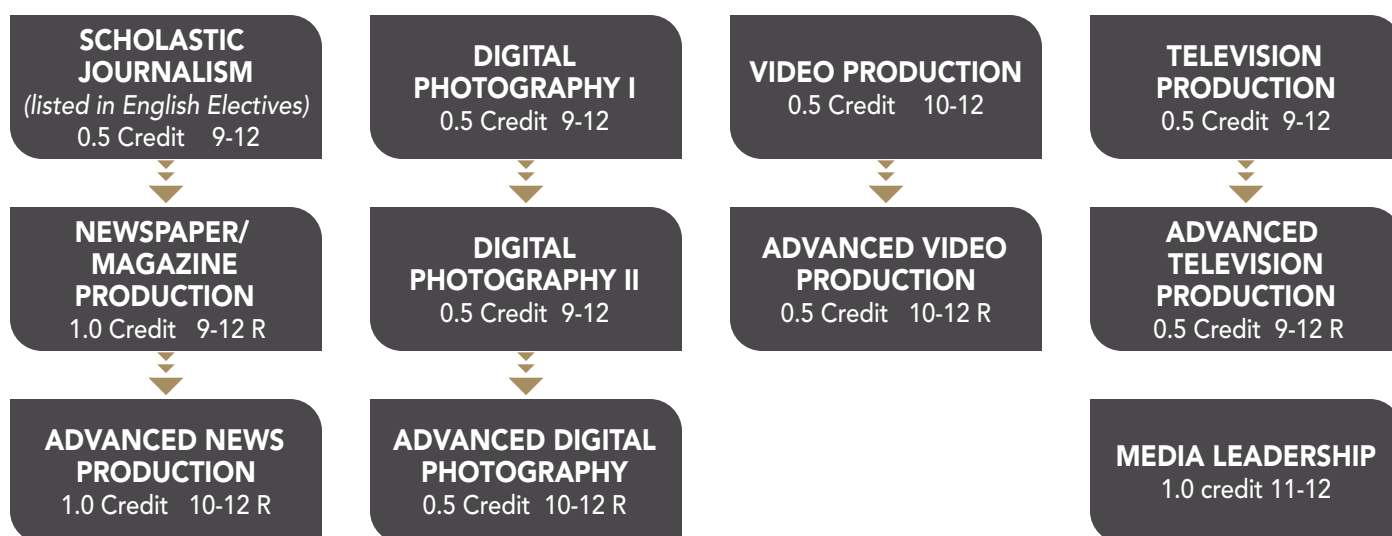 SCHOLASTIC
JOURNALISM
(listed in English Electives)
0.5 Credit 9-12
DIGITAL
PHOTOGRAPHY I
0.5 Credit 9-12
VIDEO PRODUCTION
0.5 Credit 10-12
TELEVISION
PRODUCTION
0.5 Credit 9-12
NEWSPAPER/
MAGAZINE
PRODUCTION
1.0 Credit 9-12 R
DIGITAL
PHOTOGRAPHY II
0.5 Credit 9-12
ADVANCED VIDEO
PRODUCTION
0.5 Credit 10-12 R
ADVANCED
TELEVISION
PRODUCTION
0.5 Credit 9-12 R
ADVANCED NEWS
PRODUCTION
1.0 Credit 10-12 R
ADVANCED DIGITAL
PHOTOGRAPHY
0.5 Credit 10-12 R
MEDIA LEADERSHIP
1.0 credit 11-12